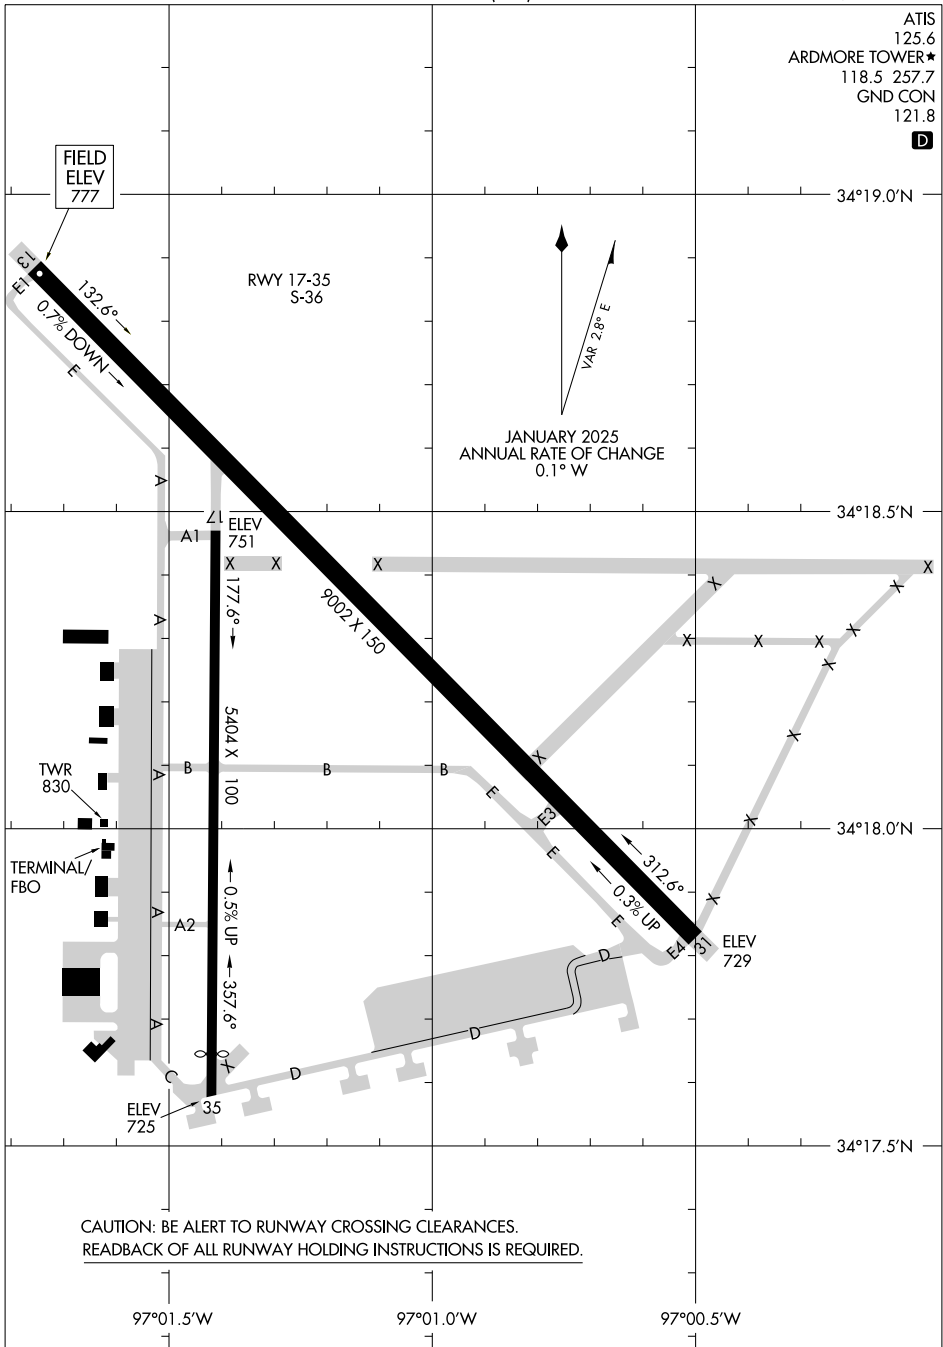 ATIS
125.6
ARDMORE TOWER★
118.5 257.7
GND CON
121.8
D
FIELD
ELEV
777
34°19.0'N
13
E1
132.6°
0.7% DOWN
E
RWY 17-35
S-36
VAR 2.8° E
JANUARY 2025
ANNUAL RATE OF CHANGE
0.1° W
A
34°18.5'N
17
ELEV
751
A1
X X
X
X
177.6°
9002 X 150
A
X
X
X
X X X
X
5404 X 100
X
X
TWR
830
A
B
B
B
E
E3
X
34°18.0'N
TERMINAL/
FBO
E
312.6°
0.3% UP
X
0.5% UP
A
A2
E
E4
31
ELEV
729
D
357.6°
A
D
X
D
C
ELEV
725
35
34°17.5'N
CAUTION: BE ALERT TO RUNWAY CROSSING CLEARANCES.
READBACK OF ALL RUNWAY HOLDING INSTRUCTIONS IS REQUIRED.
97°01.5'W
97°01.0'W
97°00.5'W